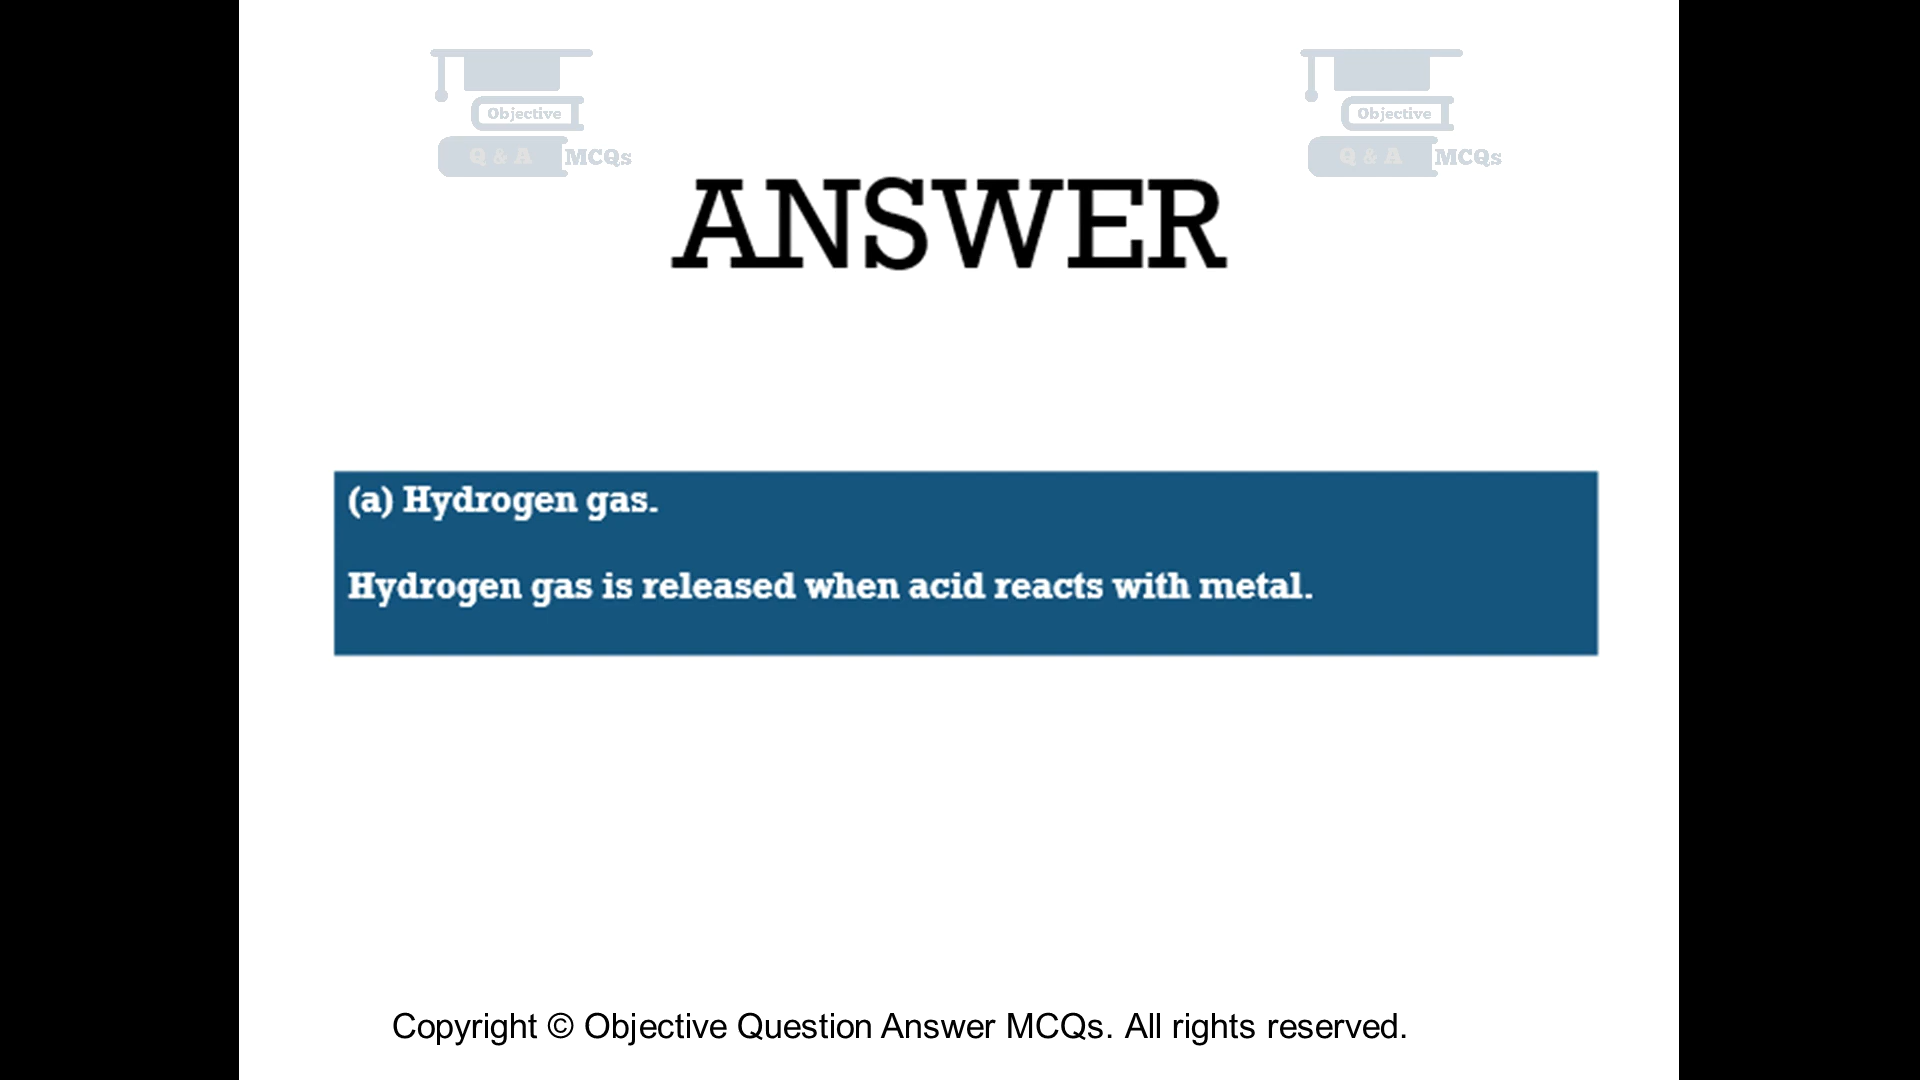 Objective
Q & A MCQs
Objective
Q & A MCQs
ANSWER
(a) Hydrogen gas.
Hydrogen gas is released when acid reacts with metal.
Copyright © Objective Question Answer MCQs. All rights reserved.